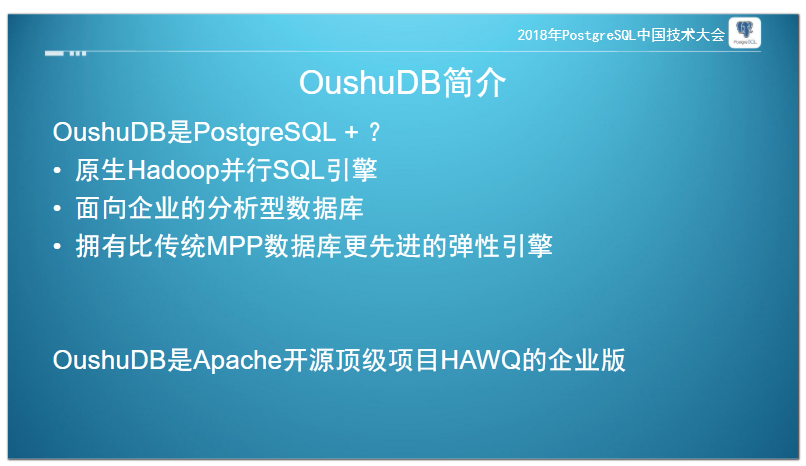 2018年PostgreSQL中国技术大会
PostgreSQL
OushuDB简介
OushuDB是PostgreSQL + ？
• 原生Hadoop并行SQL引擎
• 面向企业的分析型数据库
• 拥有比传统MPP数据库更先进的弹性引擎
OushuDB是Apache开源顶级项目HAWQ的企业版